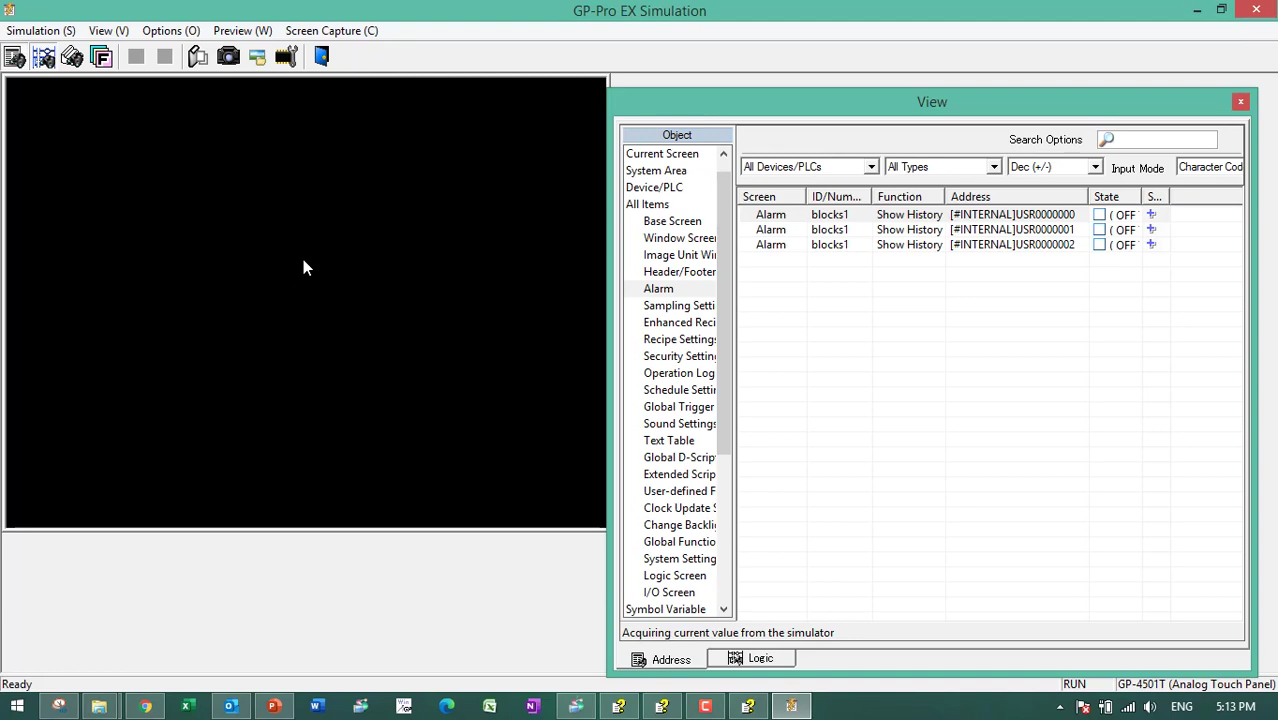 GP-Pro EX Simulation
Simulation (S) View (V) Options (O) Preview (W) Screen Capture (C)
View
Object
Search Options
Current Screen
System Area
Device/PLC
All Items
Base Screen
Window Screen
Image Unit Wi
Header/Footer
Alarm
Sampling Setti
Enhanced Reci
Recipe Settings
Security Setting
Operation Log
Schedule Settin
Global Trigger
Sound Settings
Text Table
Global D-Scrip
Extended Scrip
User-defined F
Clock Update S
Change Backli
Global Functio
System Setting
Logic Screen
I/O Screen
Symbol Variable
All Devices/PLCs All Types Dec (+/-) Input Mode Character Cod
Screen ID/Num... Function Address State S...
Alarm blocks1 Show History [#INTERNAL]USR0000000 ( OFF
Alarm blocks1 Show History [#INTERNAL]USR0000001 ( OFF
Alarm blocks1 Show History [#INTERNAL]USR0000002 ( OFF
Acquiring current value from the simulator
Address Logic
Ready RUN GP-4501T (Analog Touch Panel)
5:13 PM